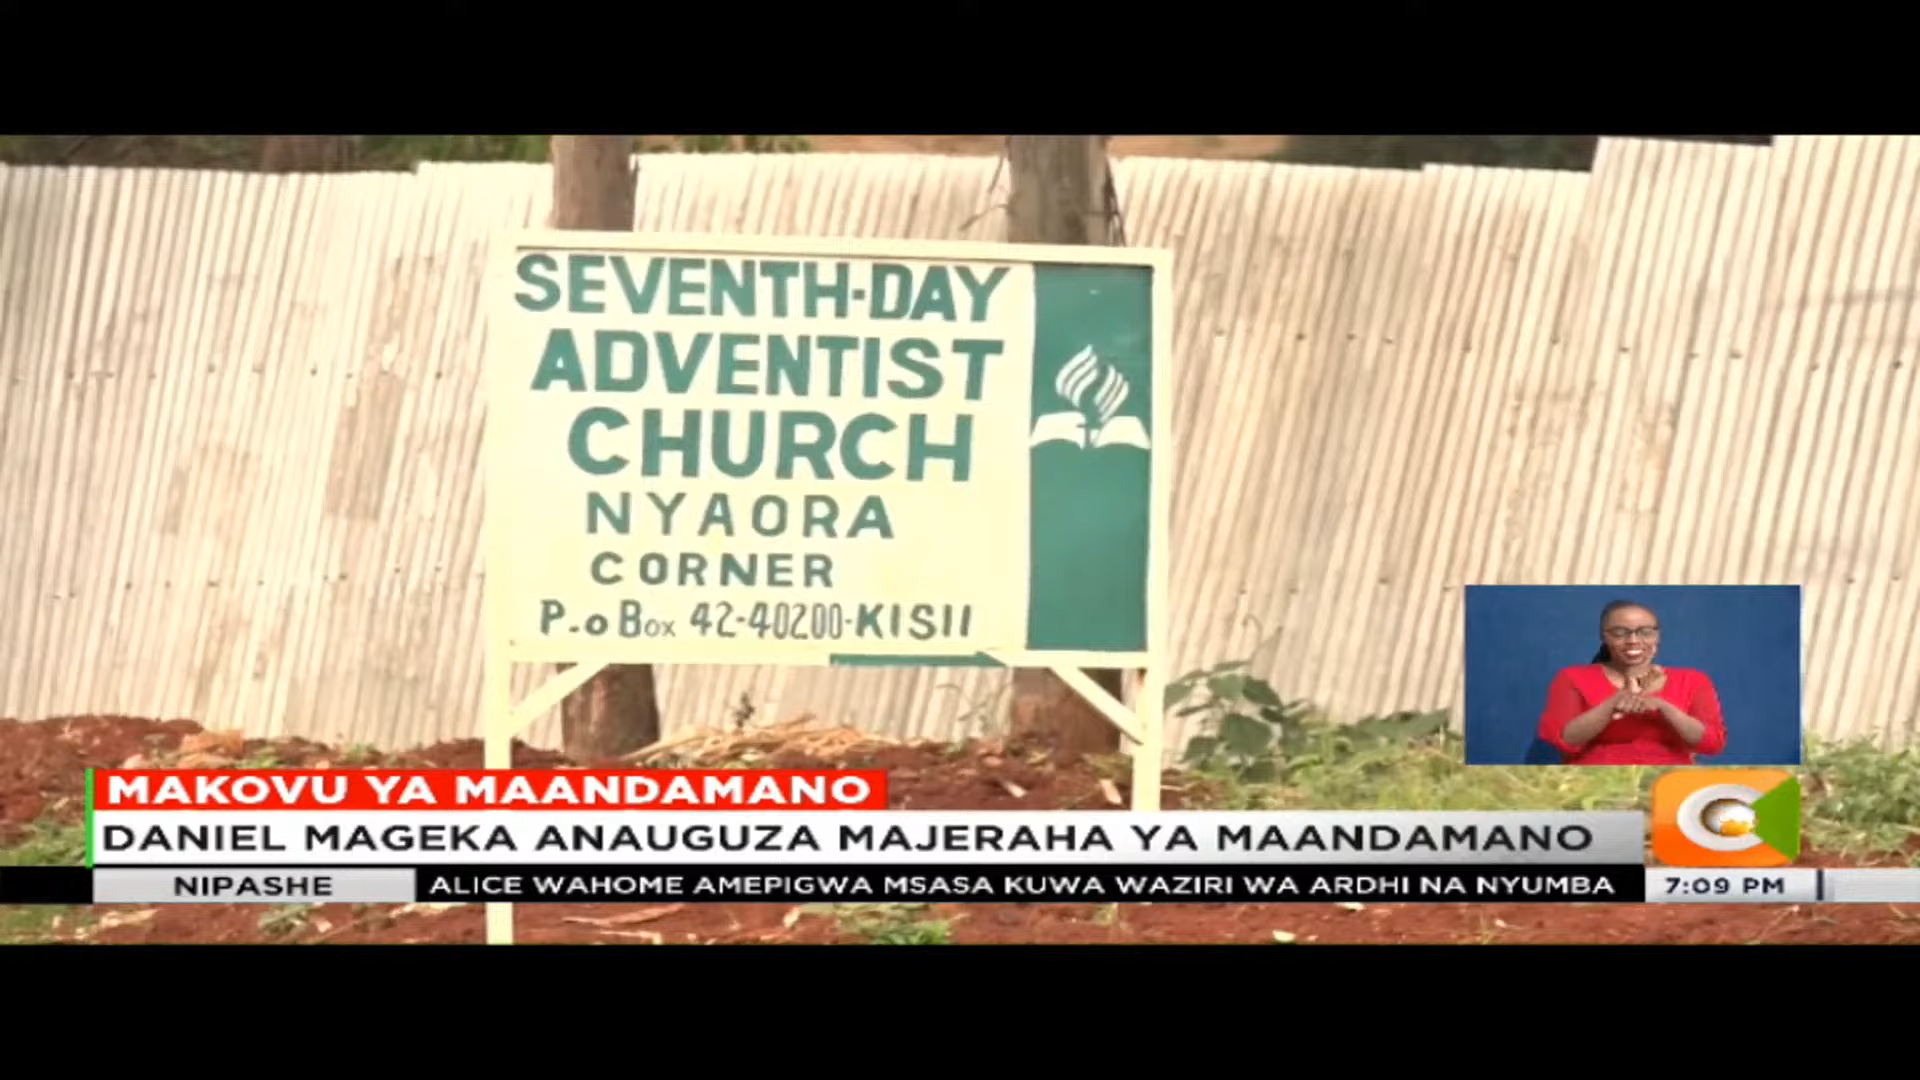 SEVENTH-DAY
ADVENTIST
CHURCH
NYAORA
CORNER
P.o Box 42-40200-KISII
MAKOVU YA MAANDAMANO
DANIEL MAGEKA ANAUGUZA MAJERAHA YA MAANDAMANO
NIPASHE ALICE WAHOME AMEPIGWA MSASA KUWA WAZIRI WA ARDHI NA NYUMBA 7:09 PM